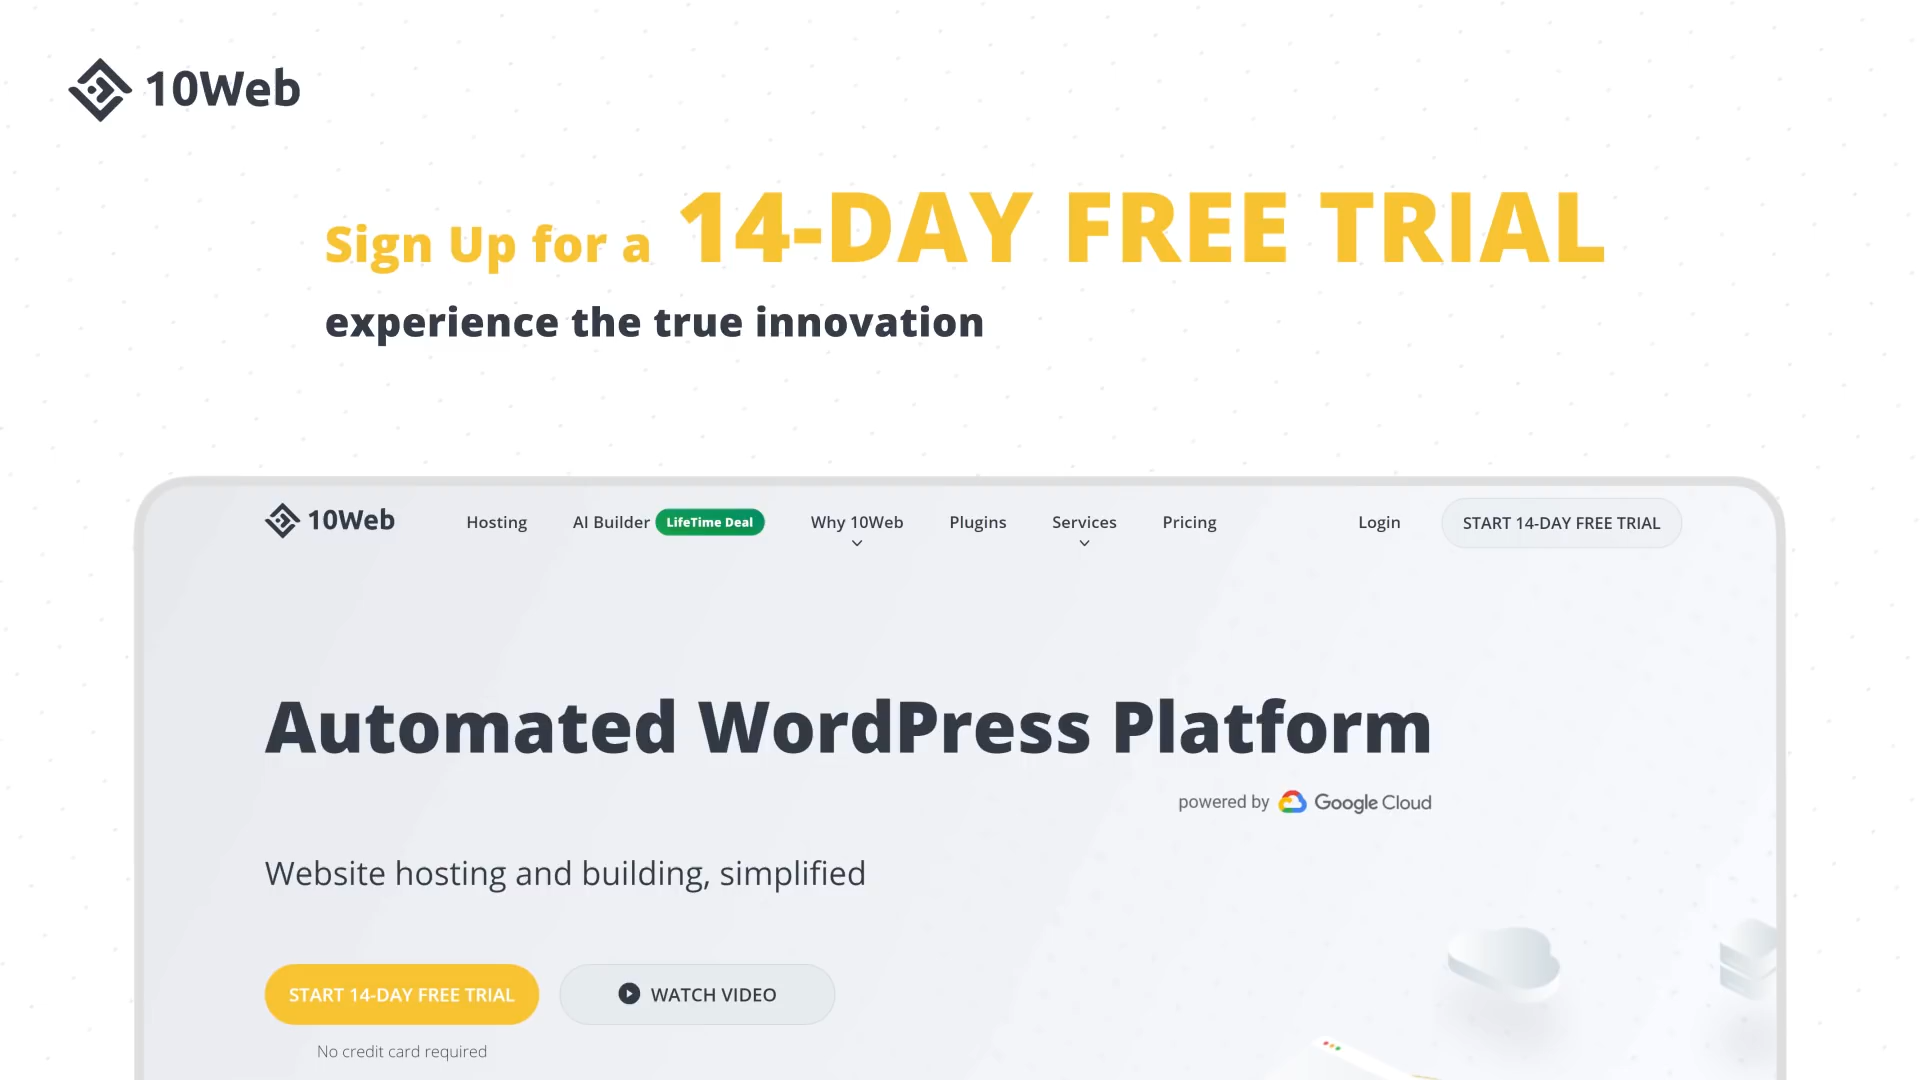 10Web
Sign Up for a 14-DAY FREE TRIAL
experience the true innovation
10Web Hosting AI Builder LifeTime Deal Why 10Web Plugins Services Pricing Login START 14-DAY FREE TRIAL
Automated WordPress Platform
powered by Google Cloud
Website hosting and building, simplified
START 14-DAY FREE TRIAL WATCH VIDEO
No credit card required